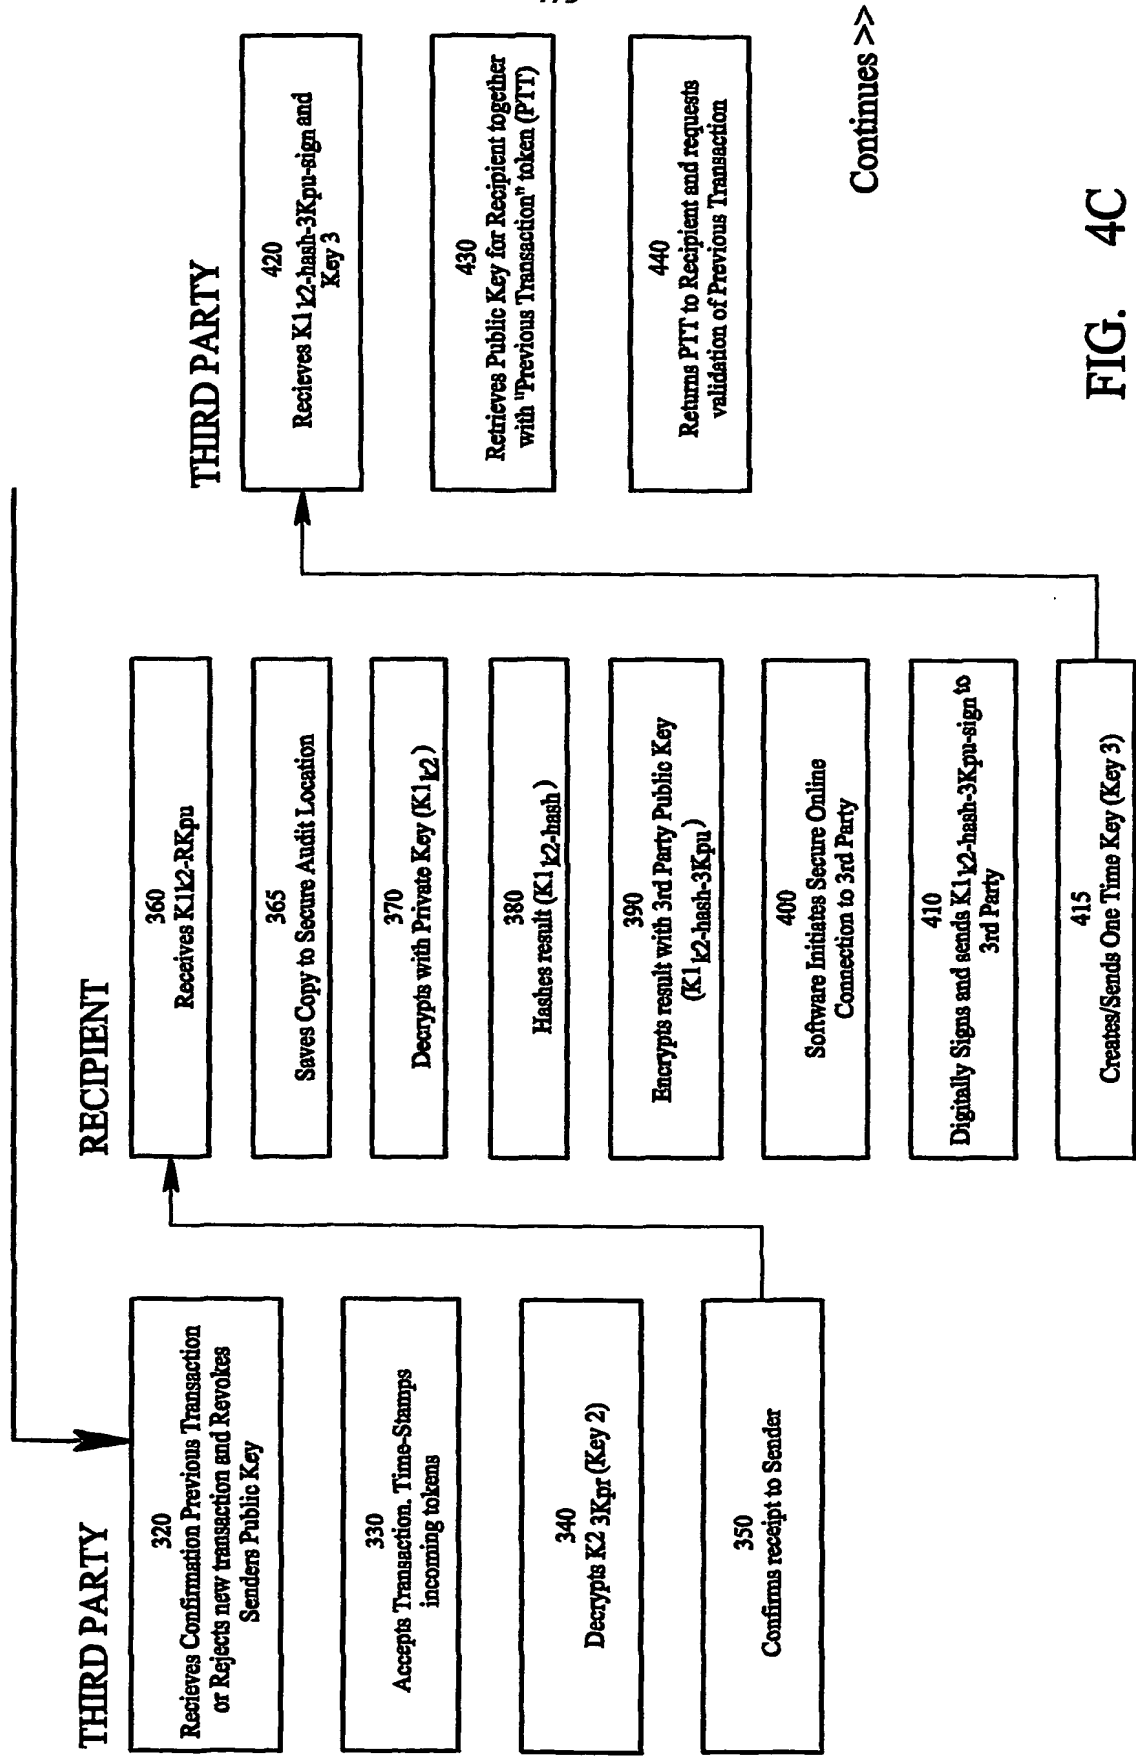 THIRD PARTY
320
Recieves Confirmation Previous Transaction
or Rejects new transaction and Revokes
Senders Public Key
330
Accepts Transaction. Time-Stamps
incoming tokens
340
Decrypts K2 3Kpr (Key 2)
350
Confirms receipt to Sender
RECIPIENT
360
Receives K1k2-RKpu
365
Saves Copy to Secure Audit Location
370
Decrypts with Private Key (K1k2)
380
Hashes result (K1k2-hash)
390
Encrypts result with 3rd Party Public Key
(K1k2-hash-3Kpu)
400
Software Initiates Secure Online
Connection to 3rd Party
410
Digitally Signs and sends K1k2-hash-3Kpu-sign to
3rd Party
415
Creates/Sends One Time Key (Key 3)
THIRD PARTY
420
Recieves K1k2-hash-3Kpu-sign and
Key 3
430
Retrieves Public Key for Recipient together
with "Previous Transaction" token (PTT)
440
Returns PTT to Recipient and requests
validation of Previous Transaction
Continues >>
FIG. 4C